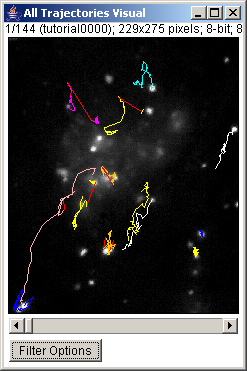 All Trajectories Visual
1/144 (tutorial0000); 229x275 pixels; 8-bit; 8
Filter Options